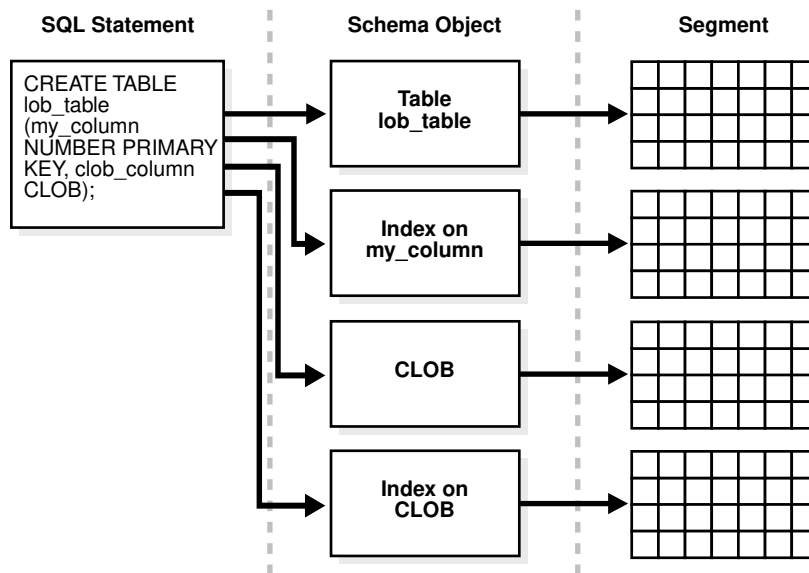 SQL Statement
Schema Object
Segment
CREATE TABLE
lob_table
(my_column
NUMBER PRIMARY
KEY, clob_column
CLOB);
Table
lob_table
Index on
my_column
CLOB
Index on
CLOB